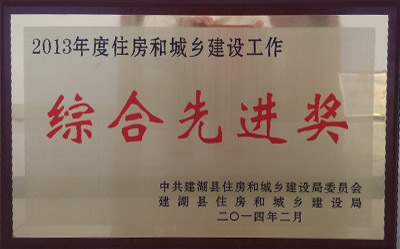 2013年度住房和城乡建设工作
综合先进奖
中共建湖县住房和城乡建设局委员会
建湖县住房和城乡建设局
二〇一四年二月